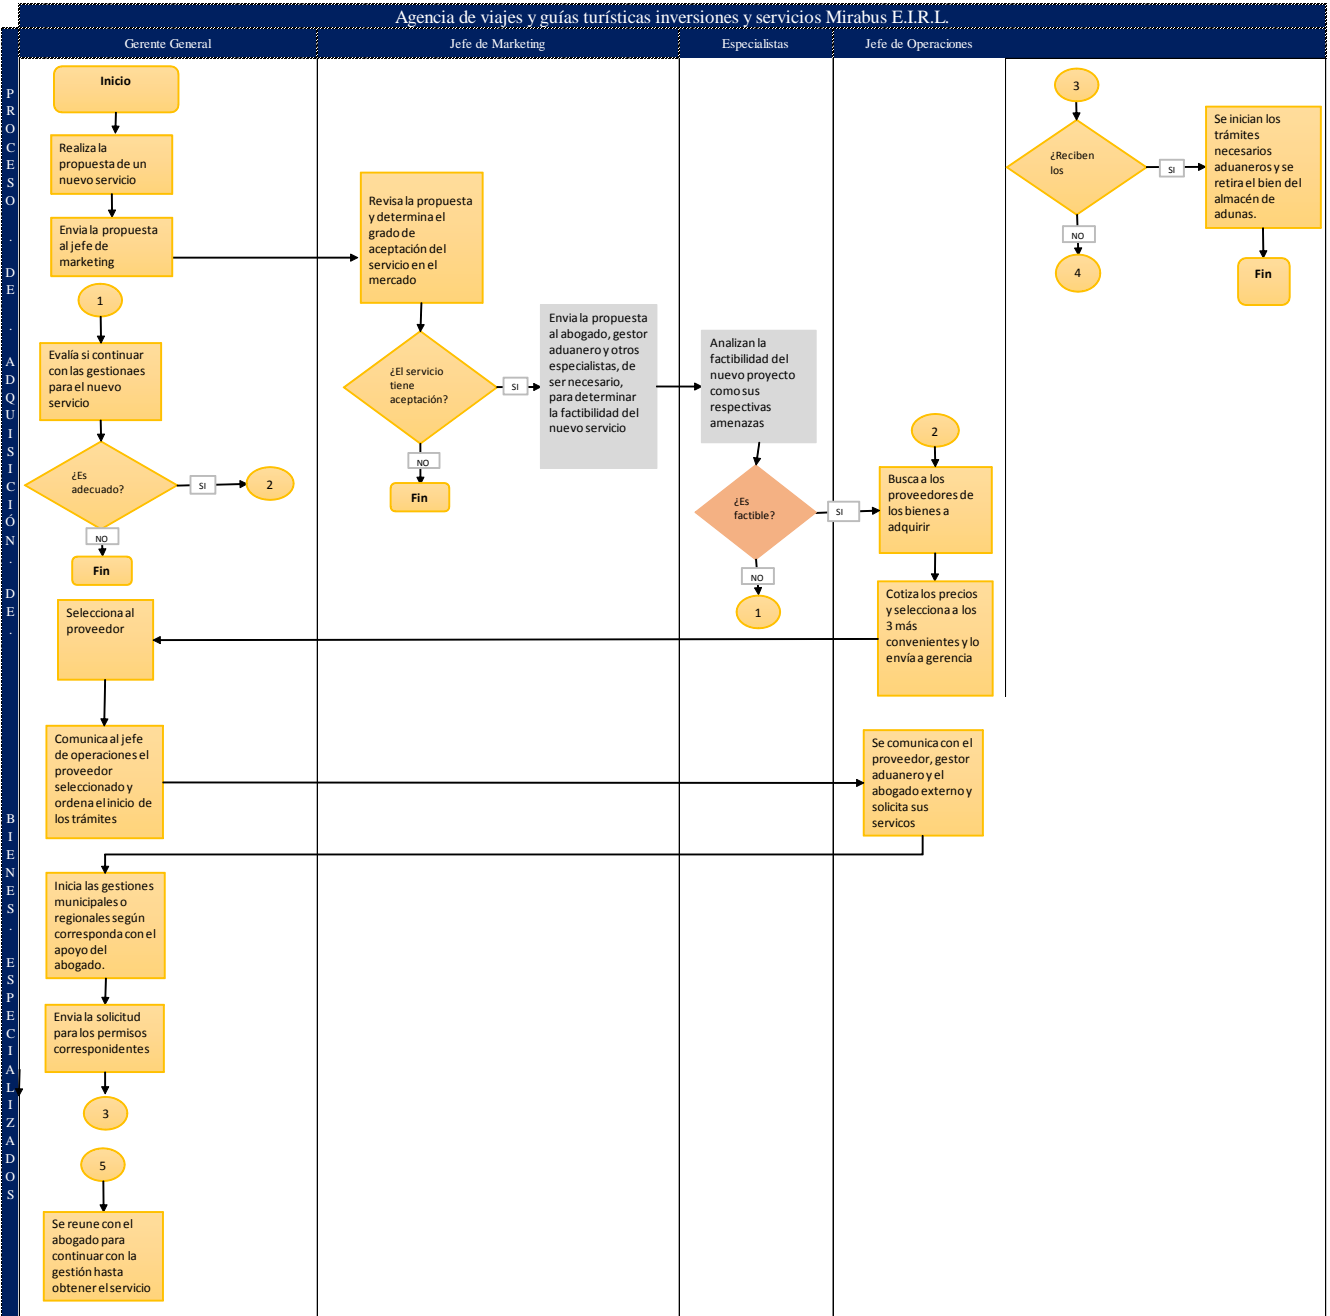 Agencia de viajes y guías turísticas inversiones y servicios Mirabus E.I.R.L.
Gerente General
Jefe de Marketing
Especialistas
Jefe de Operaciones
PROCESO . DE . ADQUISICIÓN . DE . BIENES . ESPECIALIZADOS
Inicio
Realiza la
propuesta de un
nuevo servicio
Envia la propuesta
al jefe de
marketing
1
Evalía si continuar
con las gestionaes
para el nuevo
servicio
¿Es
adecuado?
SI
2
NO
Fin
Selecciona al
proveedor
Comunica al jefe
de operaciones el
proveedor
seleccionado y
ordena el inicio de
los trámites
Inicia las gestiones
municipales o
regionales según
corresponda con el
apoyo del
abogado.
Envia la solicitud
para los permisos
correspondientes
3
5
Se reune con el
abogado para
continuar con la
gestión hasta
obtener el servicio
Revisa la propuesta
y determina el
grado de
aceptación del
servicio en el
mercado
¿El servicio
tiene
aceptación?
SI
NO
Fin
Envia la propuesta
al abogado, gestor
aduanero y otros
especialistas, de
ser necesario,
para determinar
la factibilidad del
nuevo servicio
Analizan la
factibilidad del
nuevo proyecto
como sus
respectivas
amenazas
¿Es
factible?
SI
NO
1
2
Busca a los
proveedores de
los bienes a
adquirir
Cotiza los precios
y selecciona a los
3 más
convenientes y lo
envía a gerencia
Se comunica con el
proveedor, gestor
aduanero y el
abogado externo y
solicita sus
servicos
3
¿Reciben
los
SI
NO
4
Se inician los
trámites
necesarios
aduaneros y se
retira el bien del
almacén de
adunas.
Fin